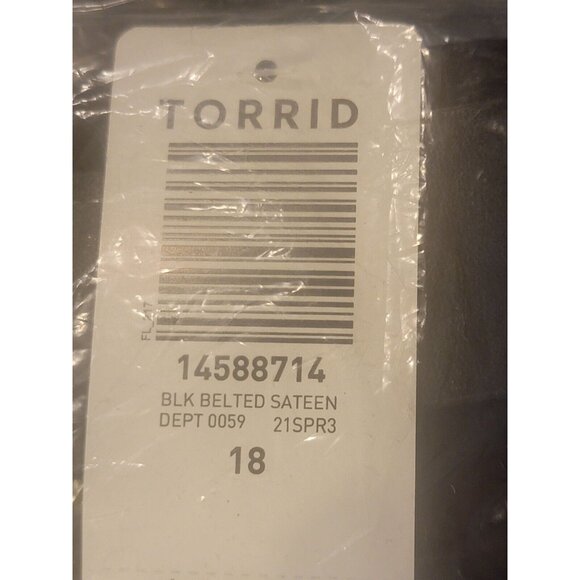 TORRID
14588714
BLK BELTED SATEEN
DEPT 0059 21SPR3
18